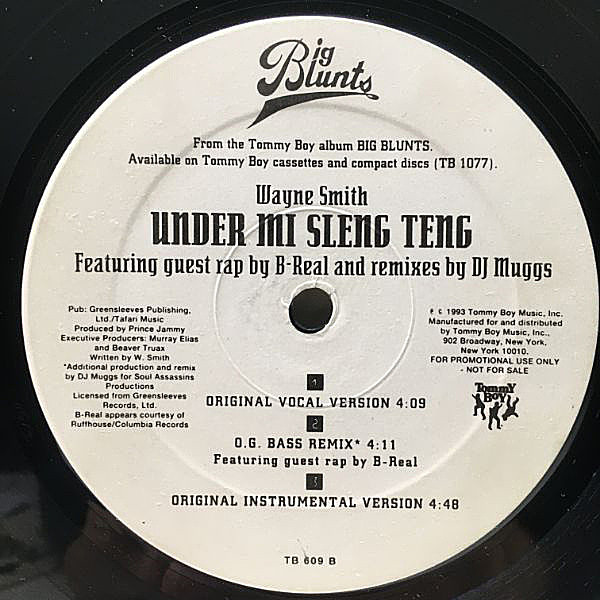 Big
Blunts
From the Tommy Boy album BIG BLUNTS.
Available on Tommy Boy cassettes and compact discs (TB 1077).
Wayne Smith
UNDER MI SLENG TENG
Featuring guest rap by B-Real and remixes by DJ Muggs
Pub: Greensleeves Publishing,
Ltd./Tafari Music
Produced by Prince Jammy
Executive Producers: Murray Elias
and Beaver Truax
Written by W. Smith
*Additional production and remix
by DJ Muggs for Soul Assassins
Productions
Licensed from Greensleeves
Records, Ltd.
B-Real appears courtesy of
Ruffhouse/Columbia Records
℗ © 1993 Tommy Boy Music, Inc.
Manufactured for and distributed
by Tommy Boy Music, Inc.,
902 Broadway, New York,
New York 10010.
FOR PROMOTIONAL USE ONLY
- NOT FOR SALE
Tommy
Boy
1
ORIGINAL VOCAL VERSION 4:09
2
O.G. BASS REMIX* 4:11
Featuring guest rap by B-Real
3
ORIGINAL INSTRUMENTAL VERSION 4:48
TB 609 B